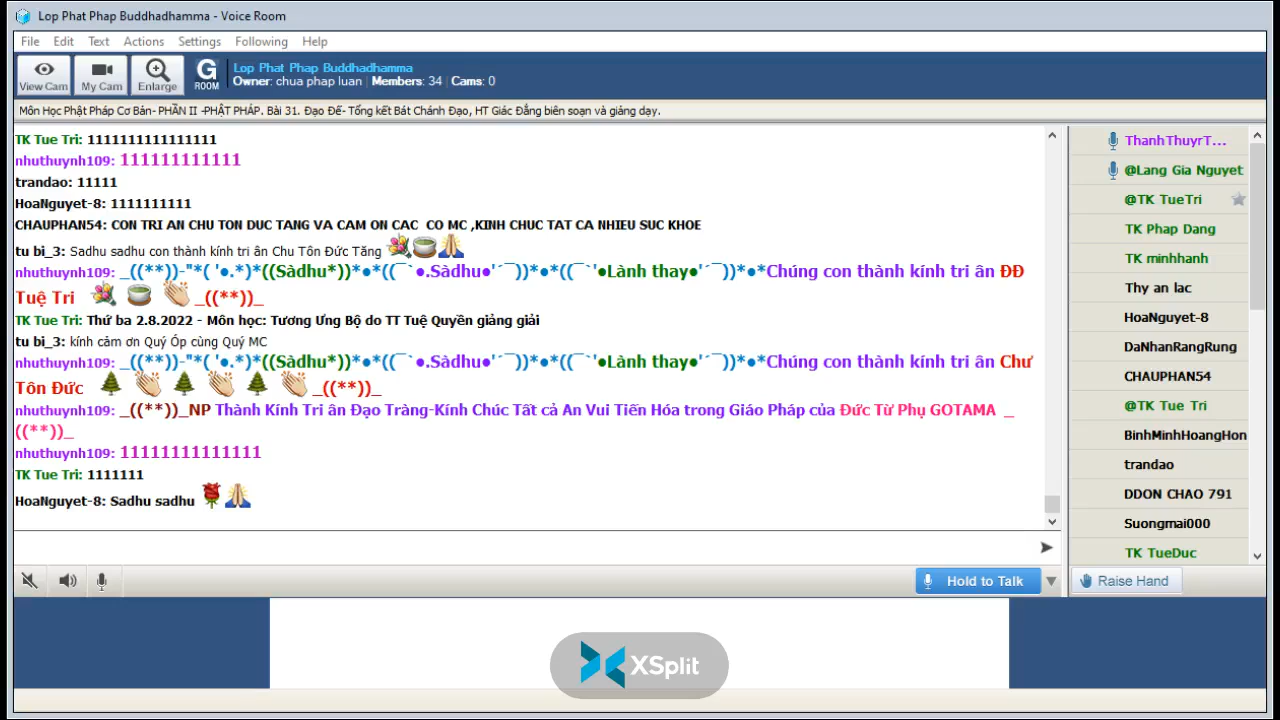 Lop Phat Phap Buddhadhamma - Voice Room
File Edit Text Actions Settings Following Help
View Cam My Cam Enlarge G ROOM
Lop Phat Phap Buddhadhamma
Owner: chua phap luan | Members: 34 | Cams: 0
Môn Học Phật Pháp Cơ Bản- PHẦN II -PHẬT PHÁP. Bài 31. Đạo Đế- Tổng kết Bát Chánh Đạo, HT Giác Đẳng biên soạn và giảng dạy.
TK Tue Tri: 1111111111111111
nhuthuynh109: 111111111111
trandao: 11111
HoaNguyet-8: 1111111111
CHAUPHAN54: CON TRI AN CHU TON DUC TANG VA CAM ON CAC CO MC ,KINH CHUC TAT CA NHIEU SUC KHOE
tu bi_3: Sadhu sadhu con thành kính tri ân Chu Tôn Đức Tăng
nhuthuynh109: _((**))-"*( '●.*)*((Sàdhu*))*●*((¯`●.Sàdhu●'´¯))*●*((¯`'●Lành thay●'´¯))*●*Chúng con thành kính tri ân ĐĐ
Tuệ Tri _((**))_
TK Tue Tri: Thứ ba 2.8.2022 - Môn học: Tương Ưng Bộ do TT Tuệ Quyền giảng giải
tu bi_3: kính cảm ơn Quý Óp cùng Quý MC
nhuthuynh109: _((**))-"*( '●.*)*((Sàdhu*))*●*((¯`●.Sàdhu●'´¯))*●*((¯`'●Lành thay●'´¯))*●*Chúng con thành kính tri ân Chư
Tôn Đức _((**))_
nhuthuynh109: _((**))_NP Thành Kính Tri ân Đạo Tràng-Kính Chúc Tất cả An Vui Tiến Hóa trong Giáo Pháp của Đức Từ Phụ GOTAMA _
((**))_
nhuthuynh109: 11111111111111
TK Tue Tri: 1111111
HoaNguyet-8: Sadhu sadhu
ThanhThuyrT...
@Lang Gia Nguyet
@TK TueTri
TK Phap Dang
TK minhhanh
Thy an lac
HoaNguyet-8
DaNhanRangRung
CHAUPHAN54
@TK Tue Tri
BinhMinhHoangHon
trandao
DDON CHAO 791
Suongmai000
TK TueDuc
Hold to Talk
Raise Hand
XSplit